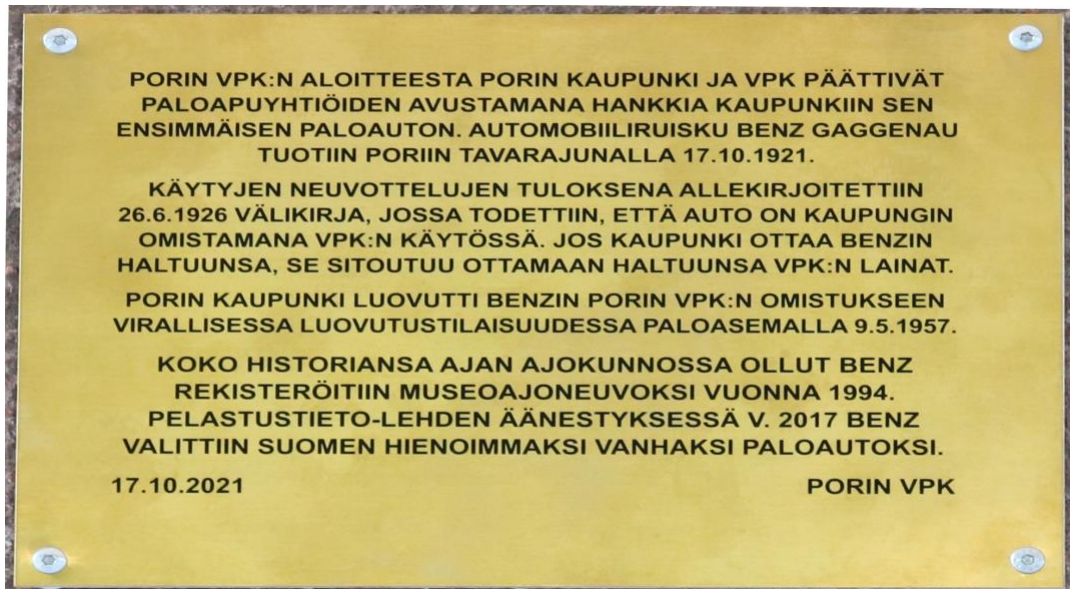 PORIN VPK:N ALOITTEESTA PORIN KAUPUNKI JA VPK PÄÄTTIVÄT
PALOAPUYHTIÖIDEN AVUSTAMANA HANKKIA KAUPUNKIIN SEN
ENSIMMÄISEN PALOAUTON. AUTOMOBIILIRUISKU BENZ GAGGENAU
TUOTIIN PORIIN TAVARAJUNALLA 17.10.1921.
KÄYTYJEN NEUVOTTELUJEN TULOKSENA ALLEKIRJOITETTIIN
26.6.1926 VÄLIKIRJA, JOSSA TODETTIIN, ETTÄ AUTO ON KAUPUNGIN
OMISTAMANA VPK:N KÄYTÖSSÄ. JOS KAUPUNKI OTTAA BENZIN
HALTUUNSA, SE SITOUTUU OTTAMAAN HALTUUNSA VPK:N LAINAT.
PORIN KAUPUNKI LUOVUTTI BENZIN PORIN VPK:N OMISTUKSEEN
VIRALLISESSA LUOVUTUSTILAISUUDESSA PALOASEMALLA 9.5.1957.
KOKO HISTORIANSA AJAN AJOKUNNOSSA OLLUT BENZ
REKISTERÖITIIN MUSEOAJONEUVOKSI VUONNA 1994.
PELASTUSTIETO-LEHDEN ÄÄNESTYKSESSÄ V. 2017 BENZ
VALITTIIN SUOMEN HIENOIMMAKSI VANHAKSI PALOAUTOKSI.
17.10.2021 PORIN VPK